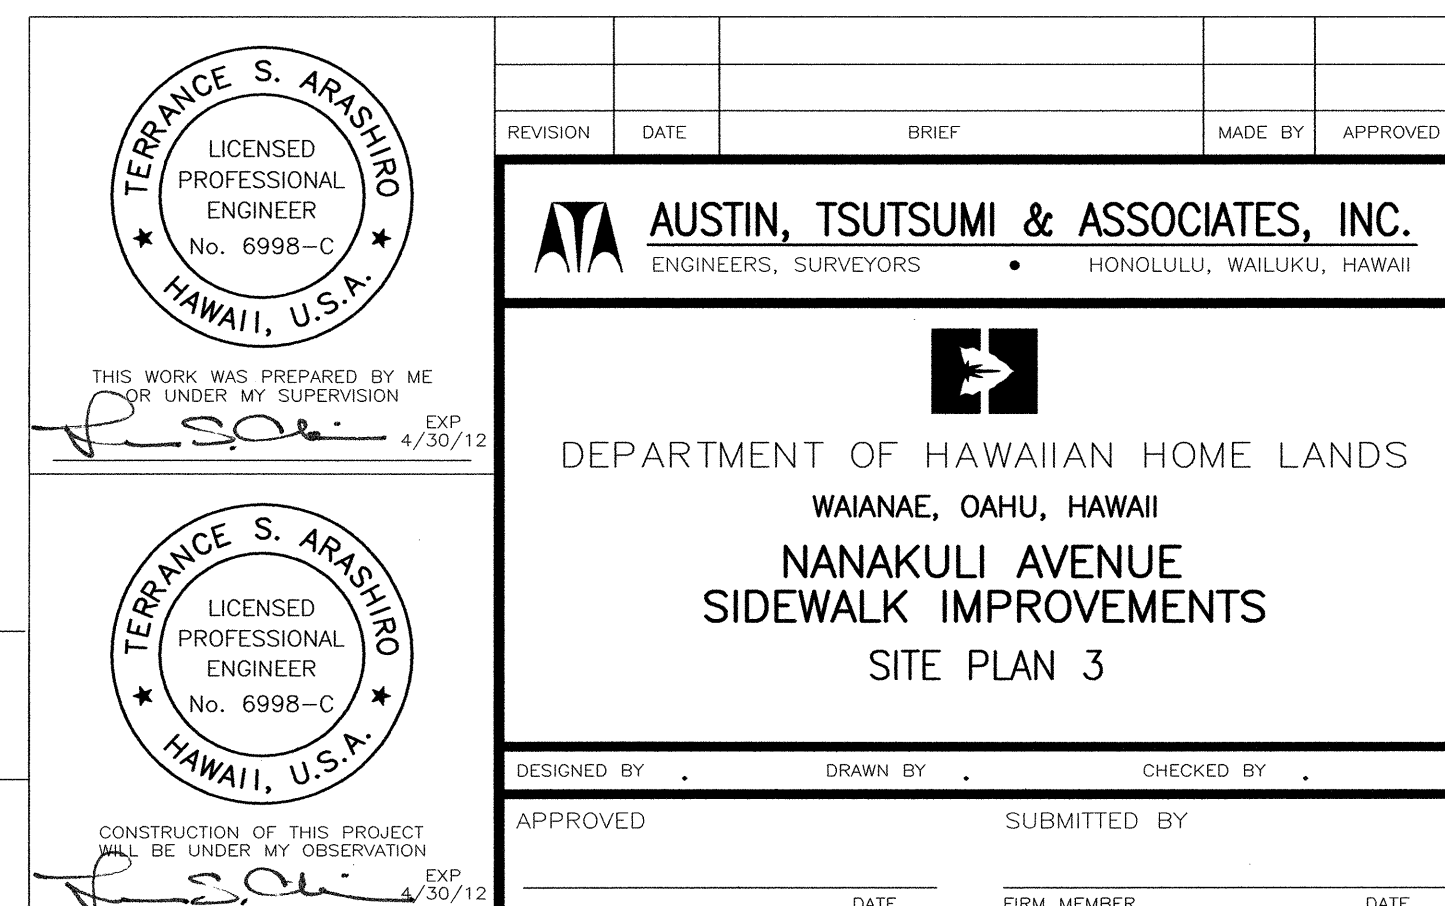 TERRANCE S. ARASHIRO
LICENSED
PROFESSIONAL
ENGINEER
No. 6998-C
HAWAII, U.S.A.
THIS WORK WAS PREPARED BY ME
OR UNDER MY SUPERVISION
EXP
4/30/12
TERRANCE S. ARASHIRO
LICENSED
PROFESSIONAL
ENGINEER
No. 6998-C
HAWAII, U.S.A.
CONSTRUCTION OF THIS PROJECT
WILL BE UNDER MY OBSERVATION
EXP
4/30/12
REVISION DATE BRIEF MADE BY APPROVED
AUSTIN, TSUTSUMI & ASSOCIATES, INC.
ENGINEERS, SURVEYORS • HONOLULU, WAILUKU, HAWAII
DEPARTMENT OF HAWAIIAN HOME LANDS
WAIANAE, OAHU, HAWAII
NANAKULI AVENUE
SIDEWALK IMPROVEMENTS
SITE PLAN 3
DESIGNED BY . DRAWN BY . CHECKED BY .
APPROVED SUBMITTED BY
DATE FIRM MEMBER DATE